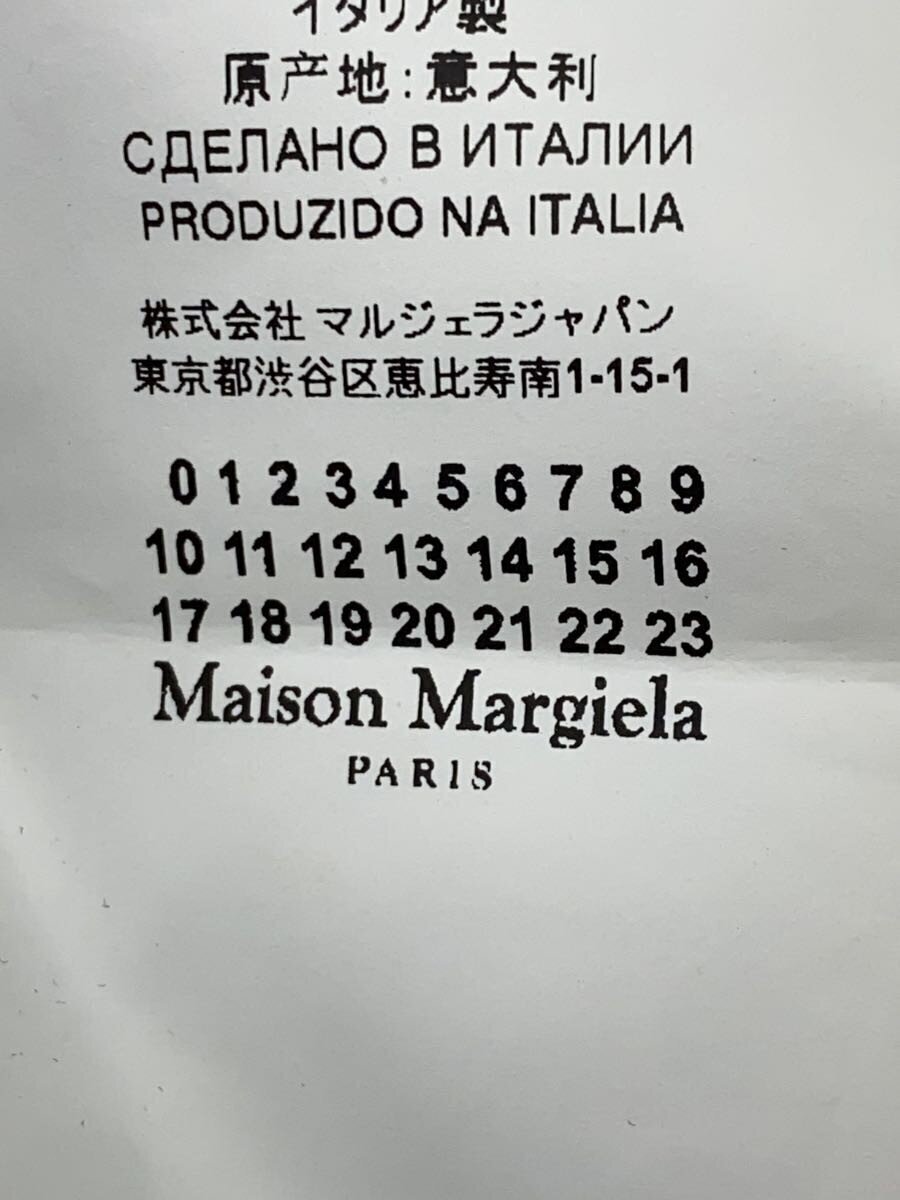 イタリア製
原产地:意大利
СДЕЛАНО В ИТАЛИИ
PRODUZIDO NA ITALIA
株式会社 マルジェラジャパン
東京都渋谷区恵比寿南1-15-1
0 1 2 3 4 5 6 7 8 9
10 11 12 13 14 15 16
17 18 19 20 21 22 23
Maison Margiela
PARIS